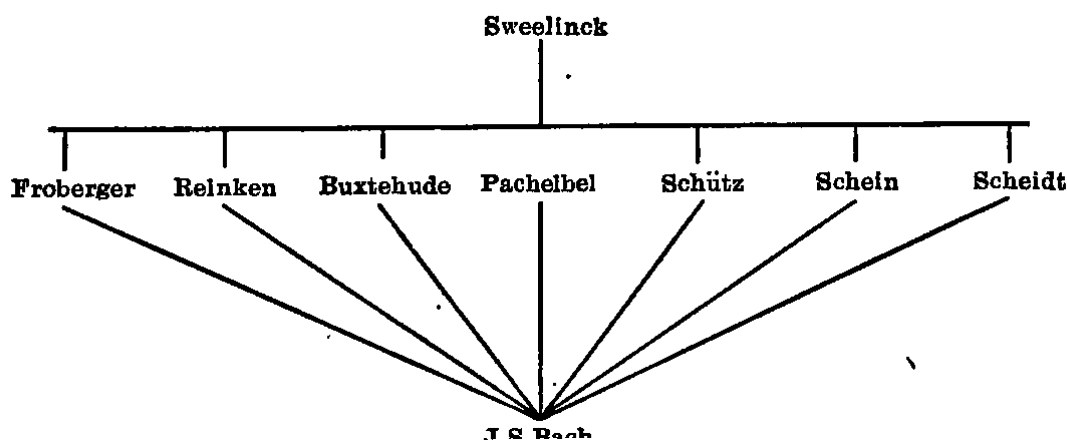 Sweelinck
Froberger Reinken Buxtehude Pachelbel Schütz Schein Scheidt
J.S.Bach